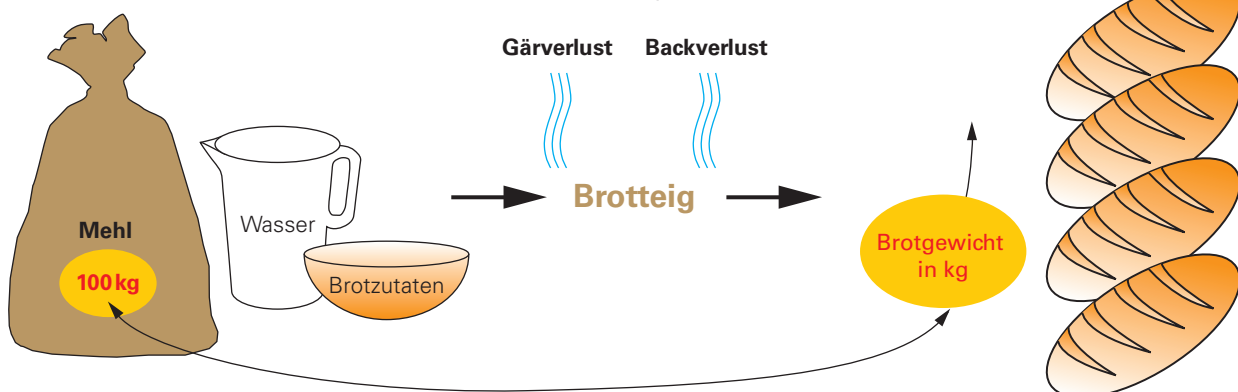 Gärverlust Backverlust
Brotteig
Wasser
Mehl
100 kg
Brotzutaten
Brotgewicht
in kg